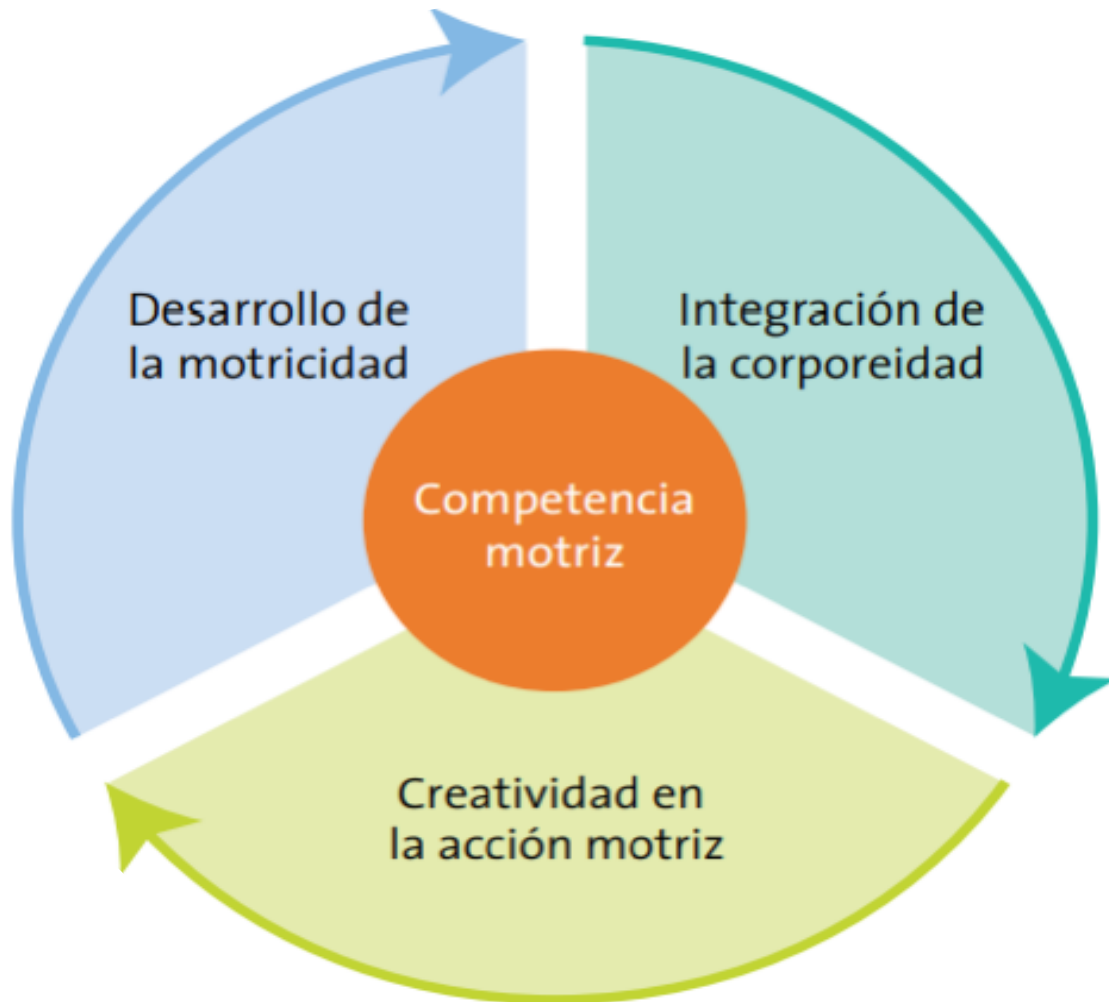 Desarrollo de
la motricidad
Integración de
la corporeidad
Competencia
motriz
Creatividad en
la acción motriz